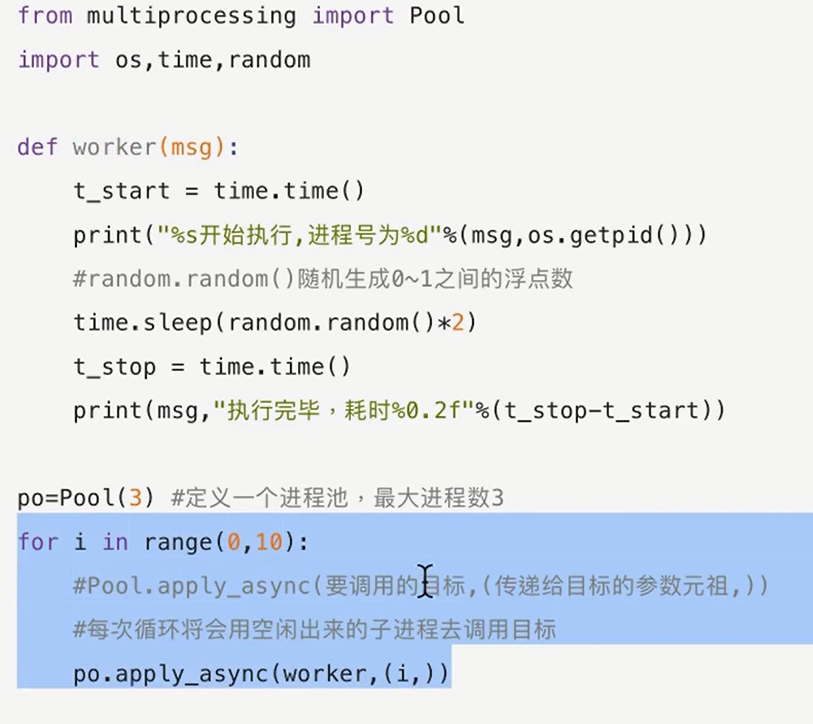 from multiprocessing import Pool
import os,time,random
def worker(msg):
    t_start = time.time()
    print("%s开始执行,进程号为%d"%(msg,os.getpid()))
    #random.random()随机生成0~1之间的浮点数
    time.sleep(random.random()*2)
    t_stop = time.time()
    print(msg,"执行完毕，耗时%0.2f"%(t_stop-t_start))
po=Pool(3) #定义一个进程池，最大进程数3
for i in range(0,10):
    #Pool.apply_async(要调用的目标,(传递给目标的参数元祖,))
    #每次循环将会用空闲出来的子进程去调用目标
    po.apply_async(worker,(i,))